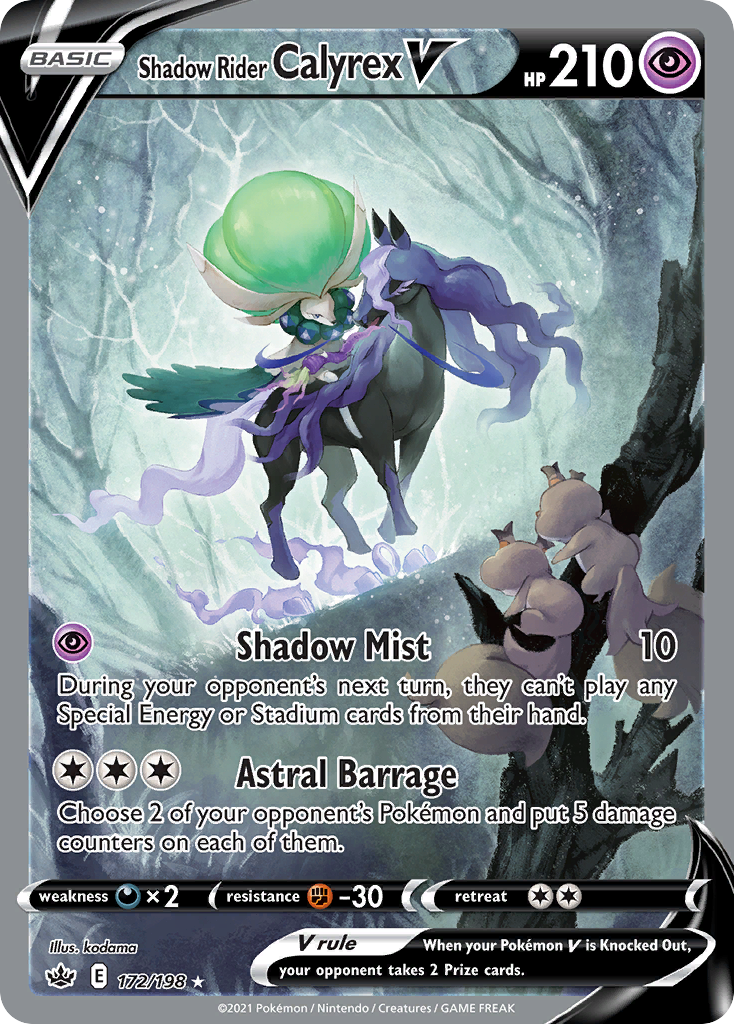 BASIC
Shadow Rider Calyrex V HP 210
Shadow Mist 10
During your opponent's next turn, they can't play any
Special Energy or Stadium cards from their hand.
Astral Barrage
Choose 2 of your opponent's Pokémon and put 5 damage
counters on each of them.
weakness ×2 resistance -30 retreat
Illus. kodama
V rule When your Pokémon V is Knocked Out,
your opponent takes 2 Prize cards.
E 172/198 ★
©2021 Pokémon / Nintendo / Creatures / GAME FREAK